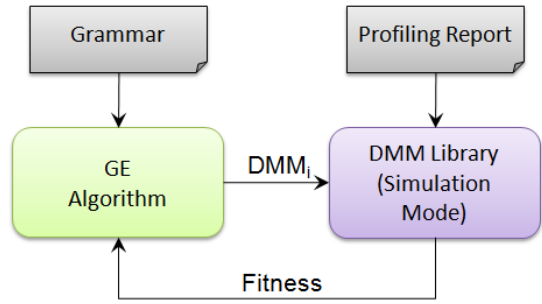 Grammar
Profiling Report
GE
Algorithm
DMMi
DMM Library
(Simulation
Mode)
Fitness